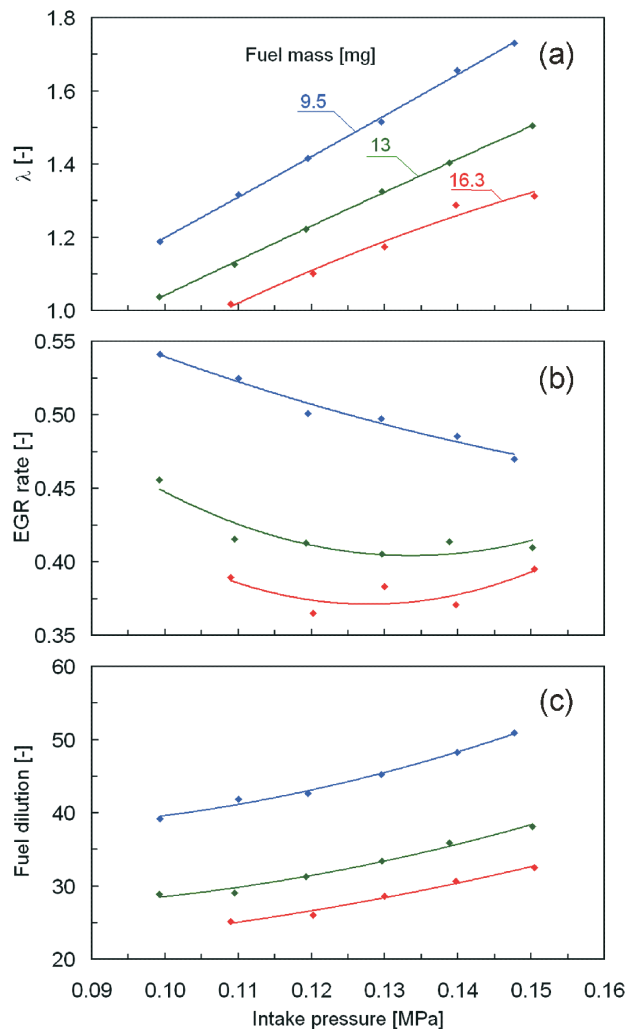 1.8
(a)
Fuel mass [mg]
1.6
9.5
λ [-]
1.4
13
16.3
1.2
1.0
0.55
(b)
0.50
EGR rate [-]
0.45
0.40
0.35
60
(c)
50
Fuel dilution [-]
40
30
20
0.09 0.10 0.11 0.12 0.13 0.14 0.15 0.16
Intake pressure [MPa]